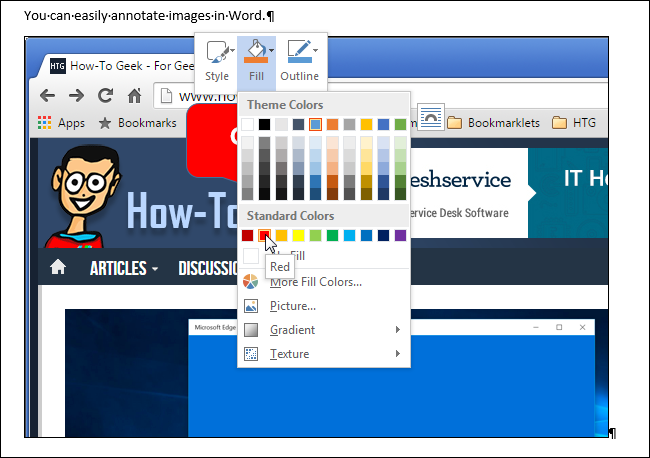 You·can·easily·annotate·images·in·Word.¶
Style Fill Outline
HTG How-To Geek - For Gee
www.ho
Theme Colors
Apps Bookmarks Bookmarklets HTG
How-To
eshservice
IT H
Service Desk Software
Standard Colors
Fill
Red
ARTICLES DISCUSSIO
More Fill Colors...
Picture...
Gradient
Texture
Microsoft Edge
¶